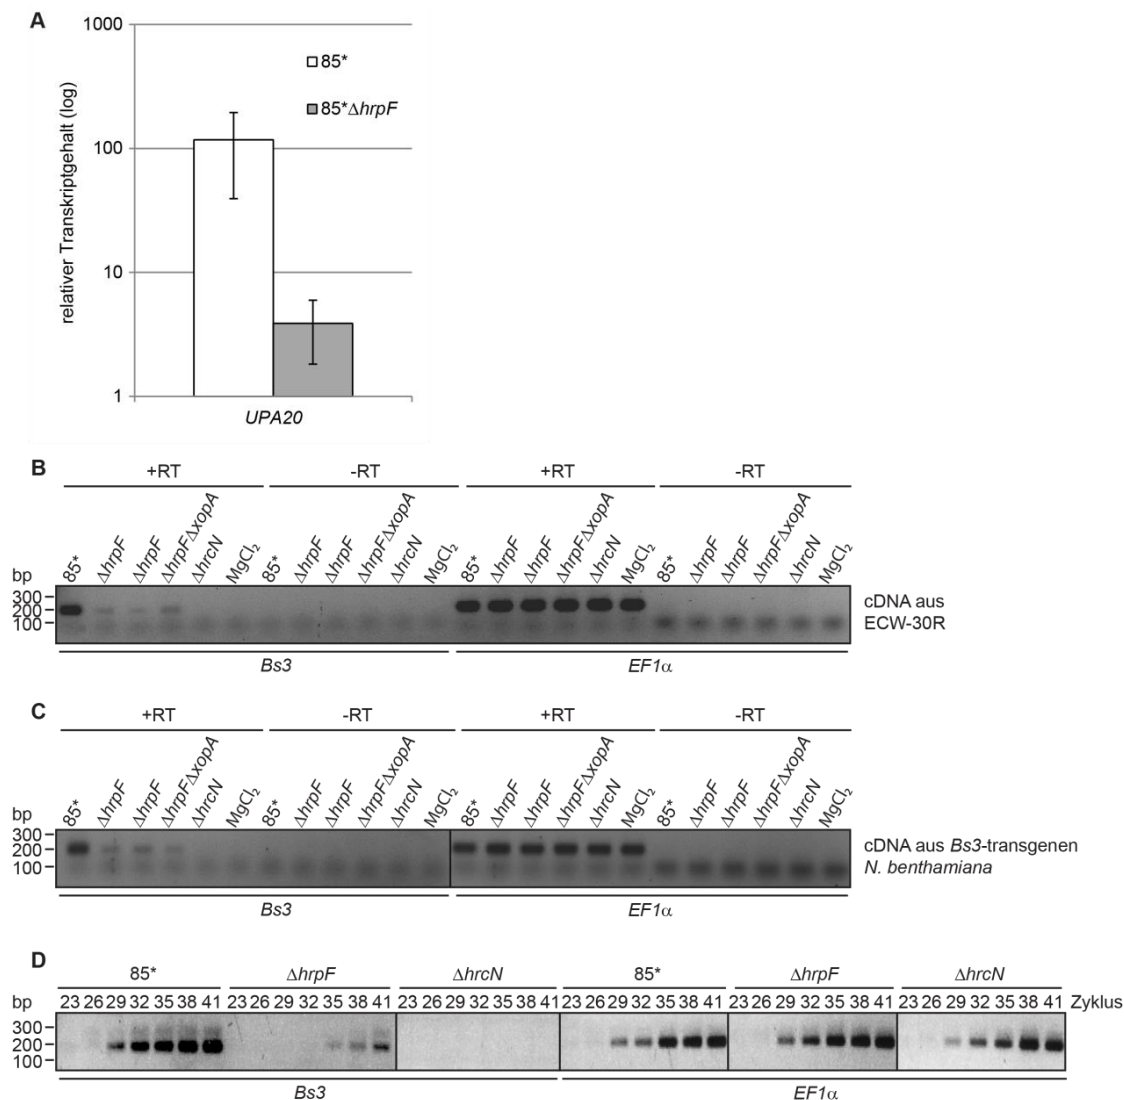 A
1000
100
10
1
relativer Transkriptgehalt (log)
85*
85*ΔhrpF
UPA20
B
+RT -RT +RT -RT
85* ΔhrpF ΔhrpF ΔhrpFΔxopA ΔhrcN MgCl₂ 85* ΔhrpF ΔhrpF ΔhrpFΔxopA ΔhrcN MgCl₂ 85* ΔhrpF ΔhrpF ΔhrpFΔxopA ΔhrcN MgCl₂ 85* ΔhrpF ΔhrpF ΔhrpFΔxopA ΔhrcN MgCl₂
bp
300
200
100
cDNA aus
ECW-30R
Bs3 EF1α
C
+RT -RT +RT -RT
85* ΔhrpF ΔhrpF ΔhrpFΔxopA ΔhrcN MgCl₂ 85* ΔhrpF ΔhrpF ΔhrpFΔxopA ΔhrcN MgCl₂ 85* ΔhrpF ΔhrpF ΔhrpFΔxopA ΔhrcN MgCl₂ 85* ΔhrpF ΔhrpF ΔhrpFΔxopA ΔhrcN MgCl₂
bp
300
200
100
cDNA aus Bs3-transgenen
N. benthamiana
Bs3 EF1α
D
85* ΔhrpF ΔhrcN 85* ΔhrpF ΔhrcN
bp 23 26 29 32 35 38 41 23 26 29 32 35 38 41 23 26 29 32 35 38 41 23 26 29 32 35 38 41 23 26 29 32 35 38 41 23 26 29 32 35 38 41 Zyklus
300
200
100
Bs3 EF1α